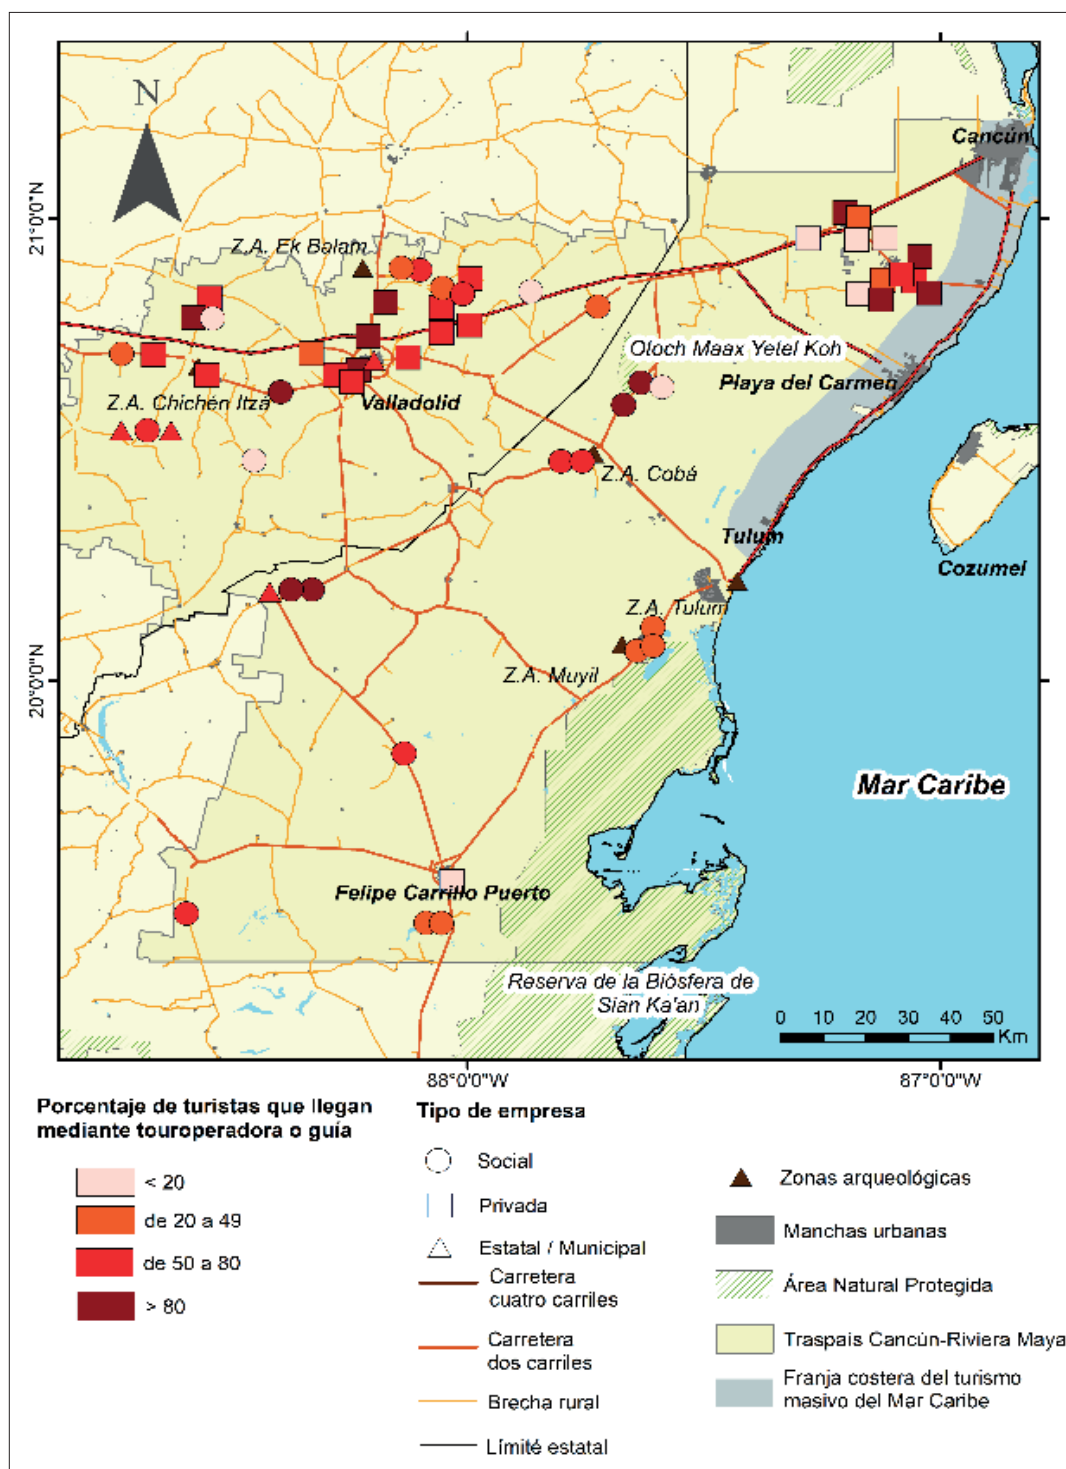 N
Cancún
21°0'0"N
Z.A. Ek Balam
Oloch Maax Yetel Koh
Playa del Carmen
Z.A. Chichén Itzá
Valladolid
Z.A. Cobá
Tulum
Cozumel
Z.A. Tulum
20°0'0"N
Z.A. Muyil
Mar Caribe
Felipe Carrillo Puerto
Reserva de la Biósfera de
Sian Ka'an
0 10 20 30 40 50
Km
88°0'0"W
87°0'0"W
Porcentaje de turistas que llegan
mediante touroperadora o guía
< 20
de 20 a 49
de 50 a 80
> 80
Tipo de empresa
Social
Privada
Estatal / Municipal
Carretera
cuatro carriles
Carretera
dos carriles
Brecha rural
Límité estatal
Zonas arqueológicas
Manchas urbanas
Área Natural Protegida
Traspaís Cancún-Riviera Maya
Franja costera del turismo
masivo del Mar Caribe